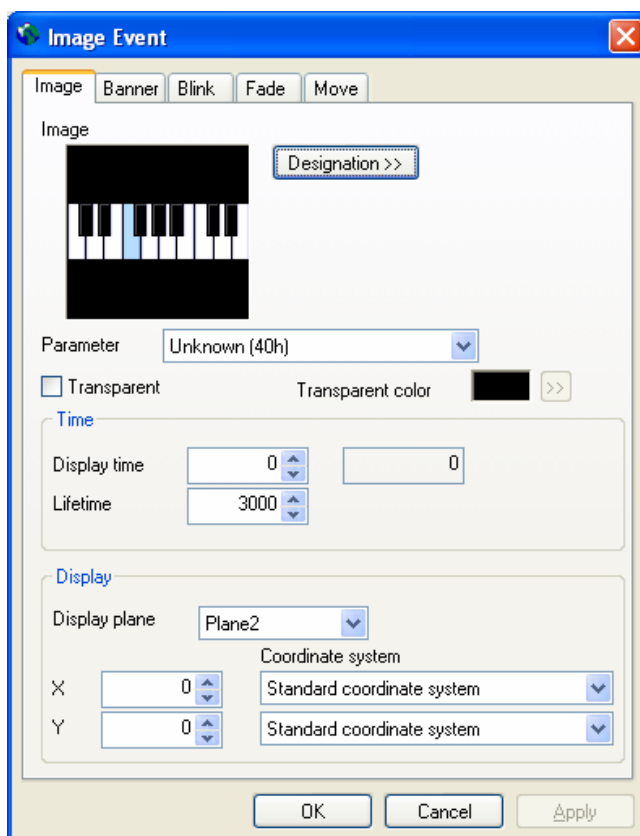 Image Event
Image Banner Blink Fade Move
Image
Designation >>
Parameter Unknown (40h)
Transparent Transparent color >>
Time
Display time 0 0
Lifetime 3000
Display
Display plane Plane2
Coordinate system
X 0 Standard coordinate system
Y 0 Standard coordinate system
OK Cancel Apply